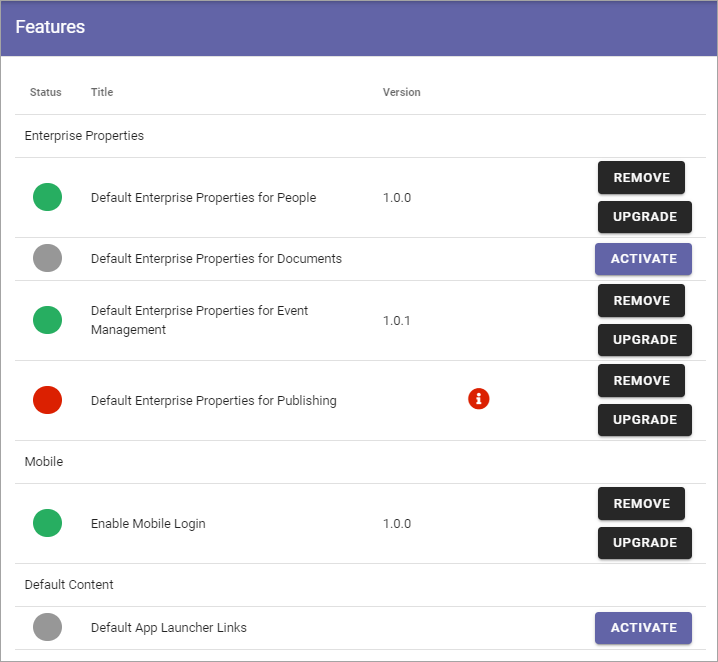 Features
Status Title Version
Enterprise Properties
REMOVE
Default Enterprise Properties for People 1.0.0
UPGRADE
Default Enterprise Properties for Documents ACTIVATE
REMOVE
Default Enterprise Properties for Event
Management 1.0.1
UPGRADE
REMOVE
Default Enterprise Properties for Publishing i
UPGRADE
Mobile
REMOVE
Enable Mobile Login 1.0.0
UPGRADE
Default Content
Default App Launcher Links ACTIVATE